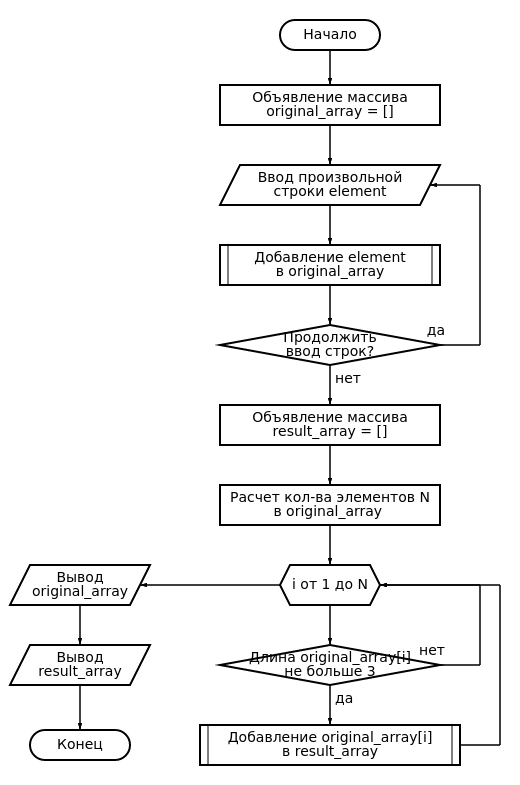 Начало
Объявление массива
original_array = []
Ввод произвольной
строки element
Добавление element
в original_array
Продолжить
ввод строк?
да
нет
Объявление массива
result_array = []
Расчет кол-ва элементов N
в original_array
i от 1 до N
Вывод
original_array
Длина original_array[i]
не больше 3
нет
да
Вывод
result_array
Добавление original_array[i]
в result_array
Конец